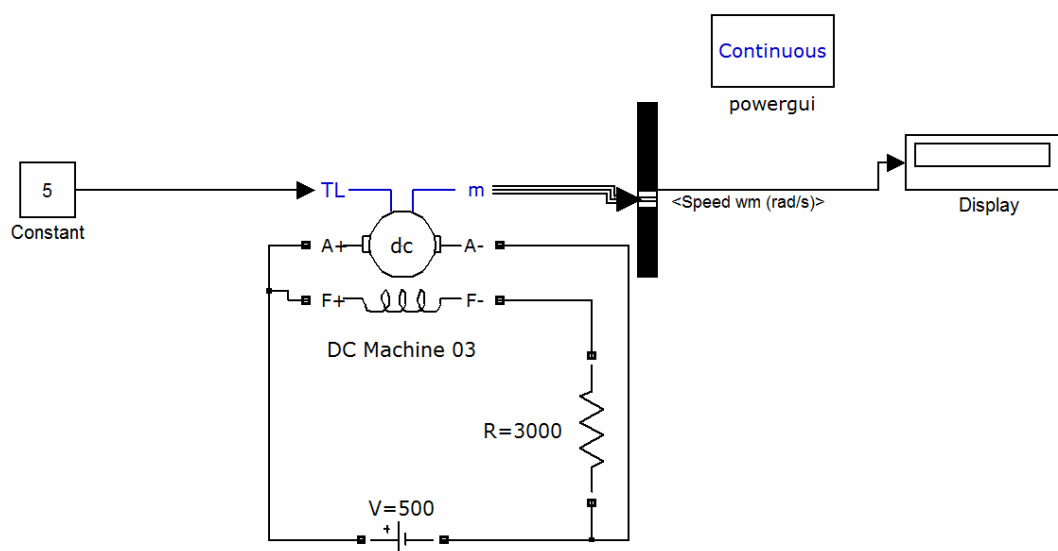 Continuous
powergui
5
Constant
TL
m
<Speed wm (rad/s)>
Display
A+
dc
A-
F+
F-
DC Machine 03
R=3000
V=500
+